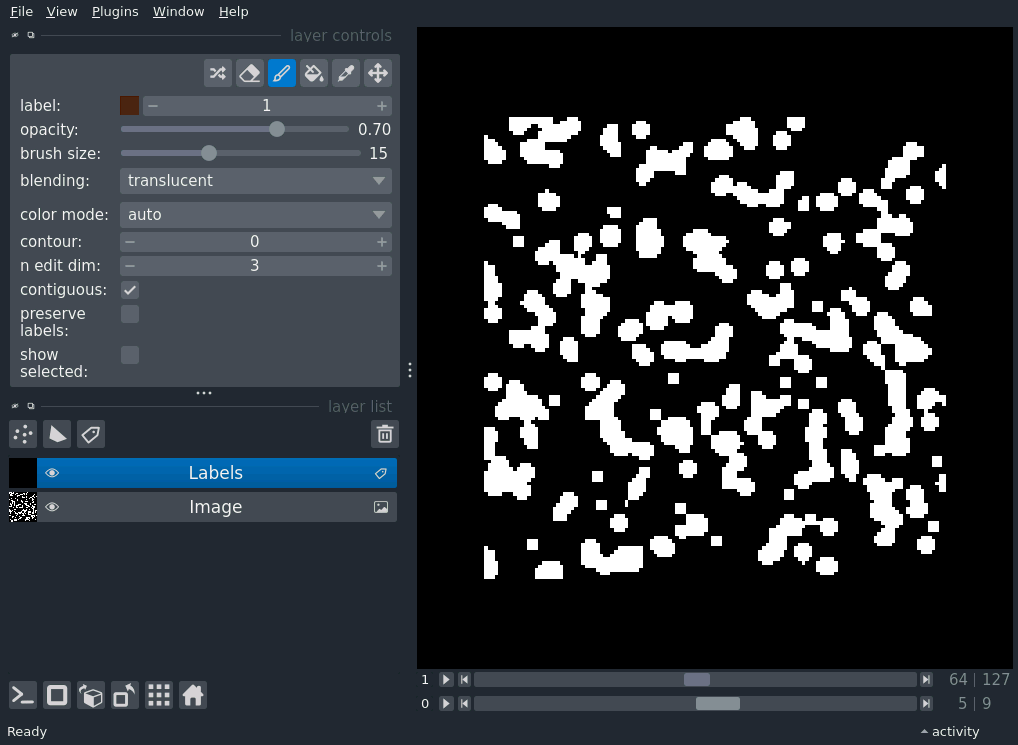 File View Plugins Window Help
layer controls
label: 1
opacity: 0.70
brush size: 15
blending: translucent
color mode: auto
contour: 0
n edit dim: 3
contiguous:
preserve
labels:
show
selected:
layer list
Labels
Image
1 64 | 127
0 5 | 9
Ready activity